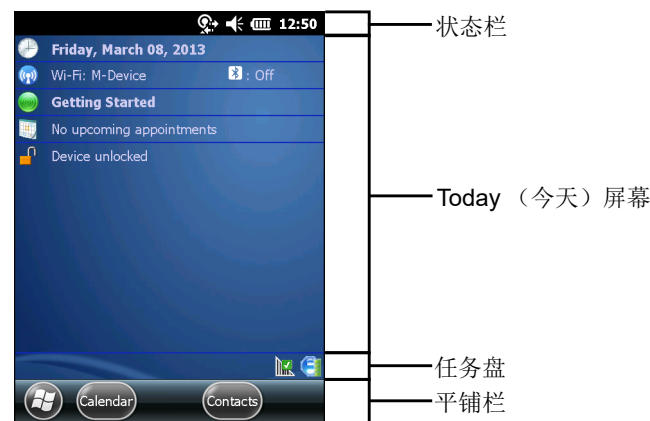 12:50
状态栏
Friday, March 08, 2013
Wi-Fi: M-Device : Off
Getting Started
No upcoming appointments
Device unlocked
Today （今天）屏幕
任务盘
Calendar Contacts
平铺栏